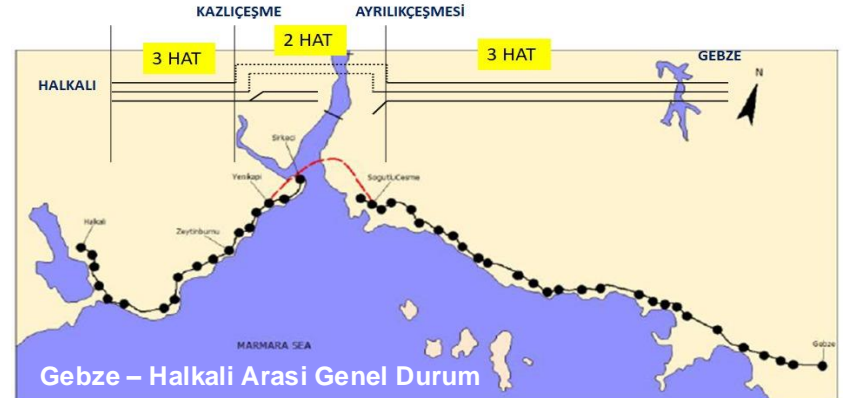 KAZLIÇEŞME
AYRILIKÇEŞMESİ
3 HAT
2 HAT
3 HAT
HALKALI
GEBZE
N
Sirkeci
Yenikapi
SogutluCesme
Halkali
Zeytinburnu
MARMARA SEA
Gebze
Gebze – Halkali Arasi Genel Durum